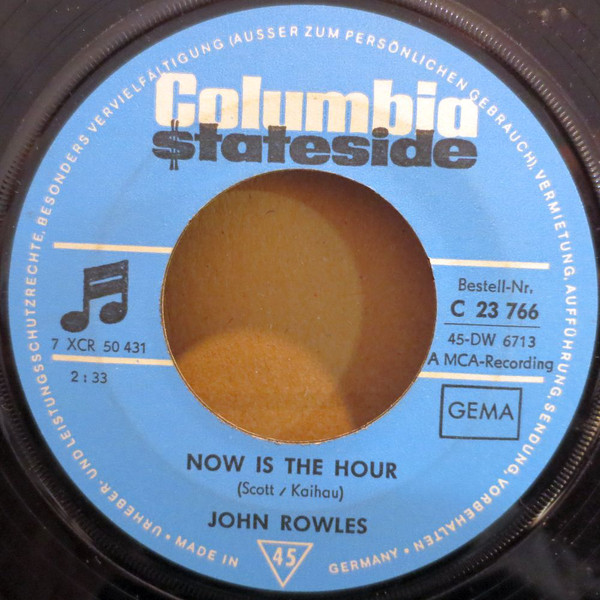 URHEBER- UND LEISTUNGSSCHUTZRECHTE, BESONDERS VERVIELFÄLTIGUNG (AUSSER ZUM PERSÖNLICHEN GEBRAUCH), VERMIETUNG, AUFFÜHRUNG, SENDUNG, VORBEHALTEN
Columbia
$tateside
Bestell-Nr.
C 23 766
7 XCR 50 431
45-DW 6713
A MCA-Recording
2:33
GEMA
NOW IS THE HOUR
(Scott / Kaihau)
JOHN ROWLES
• MADE IN 45 GERMANY •